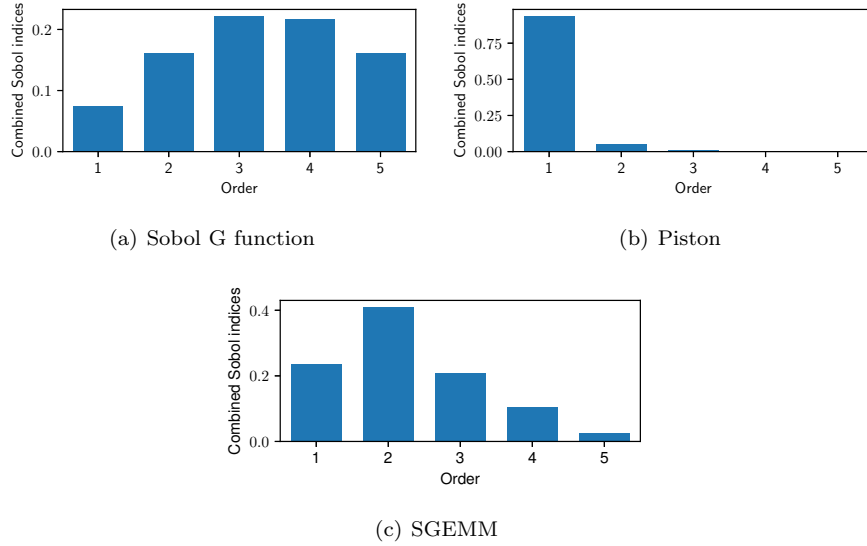 Combined Sobol indices
0.2
0.1
0.0
1 2 3 4 5
Order
(a) Sobol G function
Combined Sobol indices
0.75
0.50
0.25
0.00
1 2 3 4 5
Order
(b) Piston
Combined Sobol indices
0.4
0.2
0.0
1 2 3 4 5
Order
(c) SGEMM